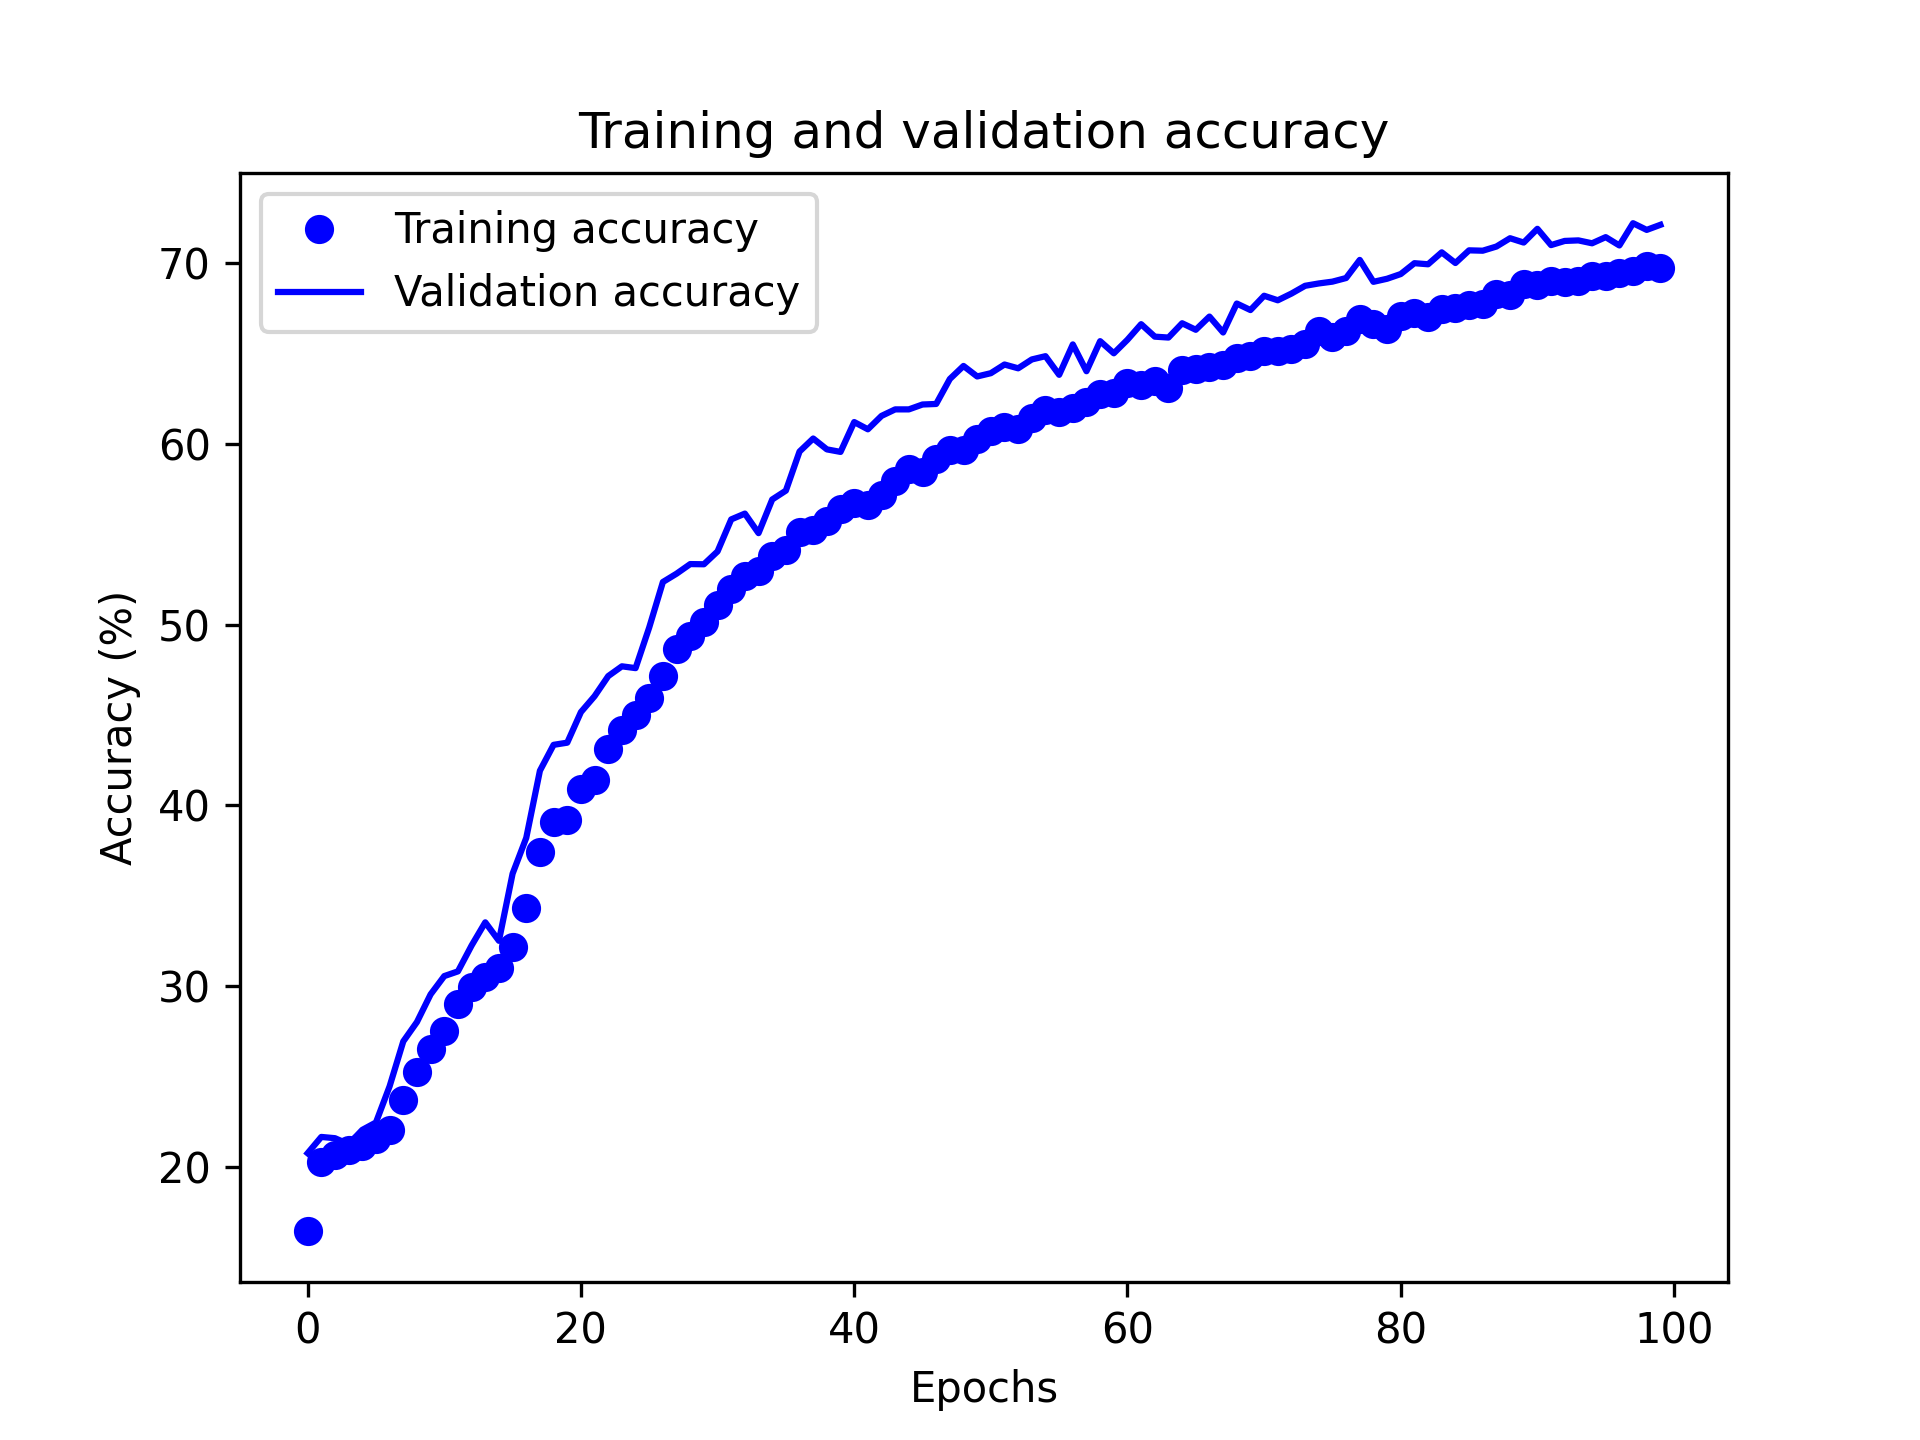 Training and validation accuracy
Training accuracy
Validation accuracy
70
60
50
40
30
20
Accuracy (%)
0 20 40 60 80 100
Epochs